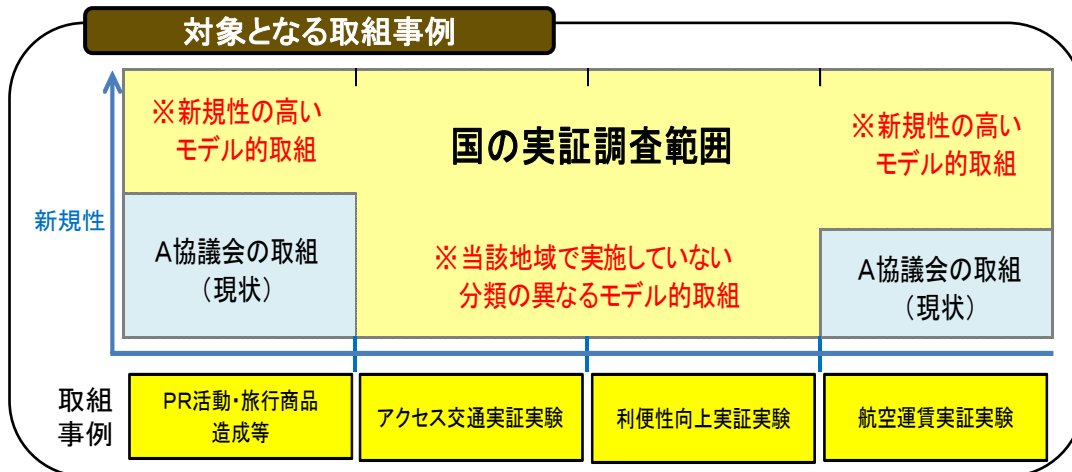 対象となる取組事例
※新規性の高い
モデル的取組
国の実証調査範囲
※新規性の高い
モデル的取組
新規性
A協議会の取組
（現状）
※当該地域で実施していない
分類の異なるモデル的取組
A協議会の取組
（現状）
取組
事例
PR活動・旅行商品
造成等
アクセス交通実証実験
利便性向上実証実験
航空運賃実証実験